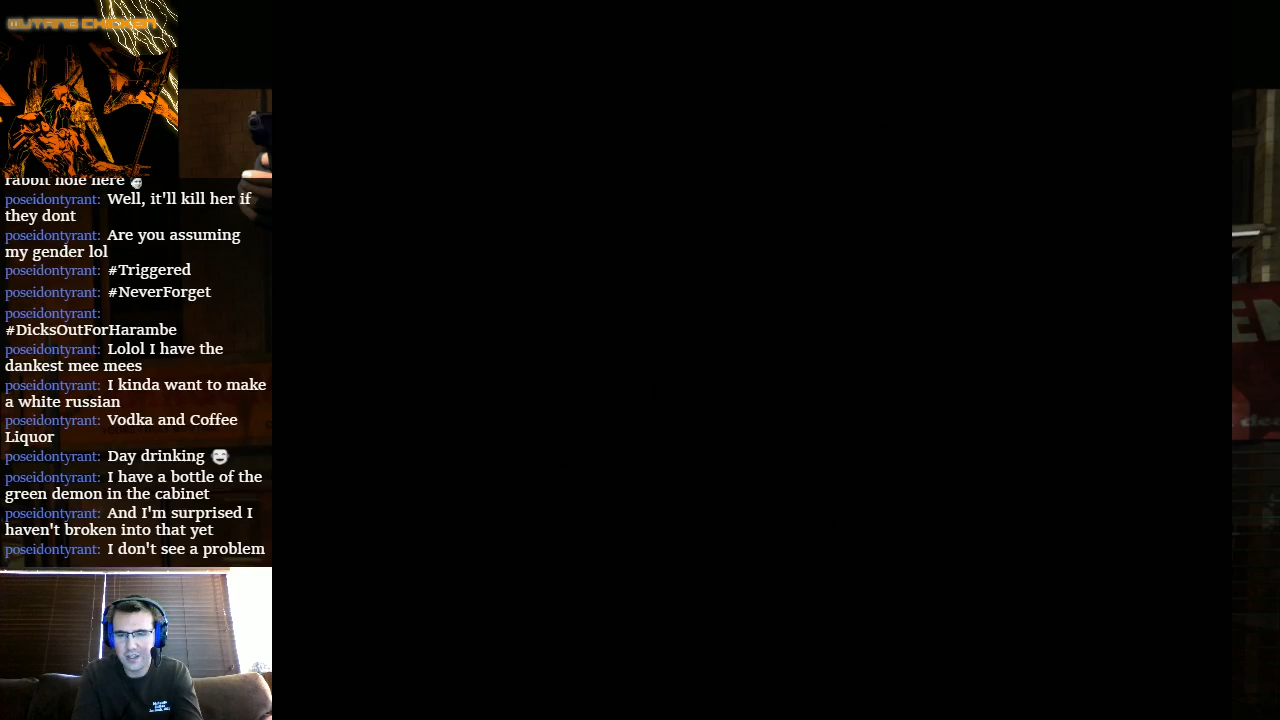 WUTANG CHICKEN
rabbit hole here
poseidontyrant: Well, it'll kill her if
they dont
poseidontyrant: Are you assuming
my gender lol
poseidontyrant: #Triggered
poseidontyrant: #NeverForget
poseidontyrant:
#DicksOutForHarambe
poseidontyrant: Lolol I have the
dankest mee mees
poseidontyrant: I kinda want to make
a white russian
poseidontyrant: Vodka and Coffee
Liquor
poseidontyrant: Day drinking
poseidontyrant: I have a bottle of the
green demon in the cabinet
poseidontyrant: And I'm surprised I
haven't broken into that yet
poseidontyrant: I don't see a problem